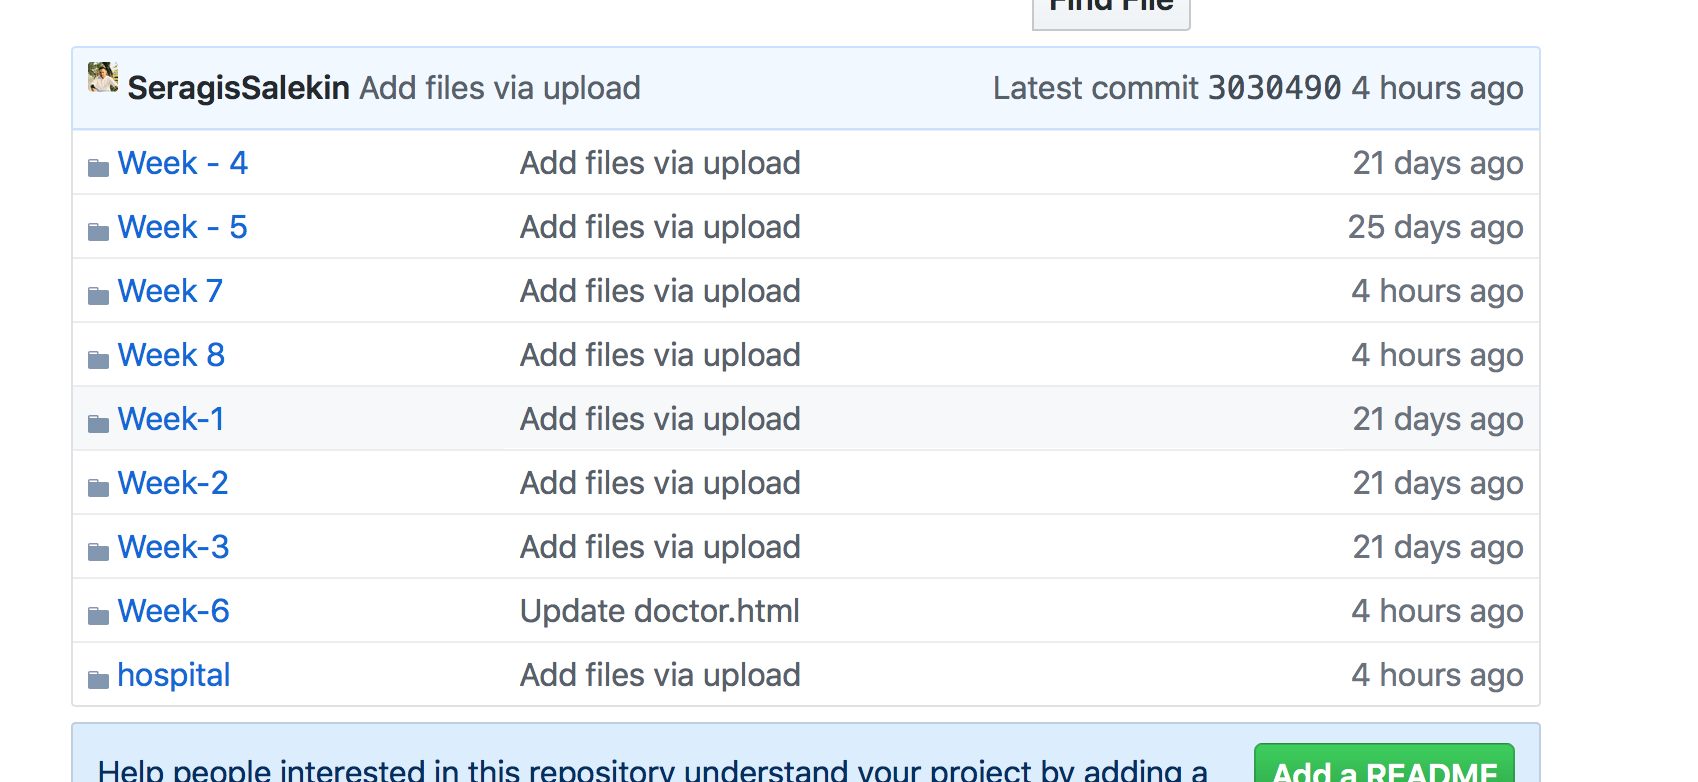 Find File
SeragisSalekin Add files via upload Latest commit 3030490 4 hours ago
Week - 4 Add files via upload 21 days ago
Week - 5 Add files via upload 25 days ago
Week 7 Add files via upload 4 hours ago
Week 8 Add files via upload 4 hours ago
Week-1 Add files via upload 21 days ago
Week-2 Add files via upload 21 days ago
Week-3 Add files via upload 21 days ago
Week-6 Update doctor.html 4 hours ago
hospital Add files via upload 4 hours ago
Help people interested in this repository understand your project by adding a Add a README